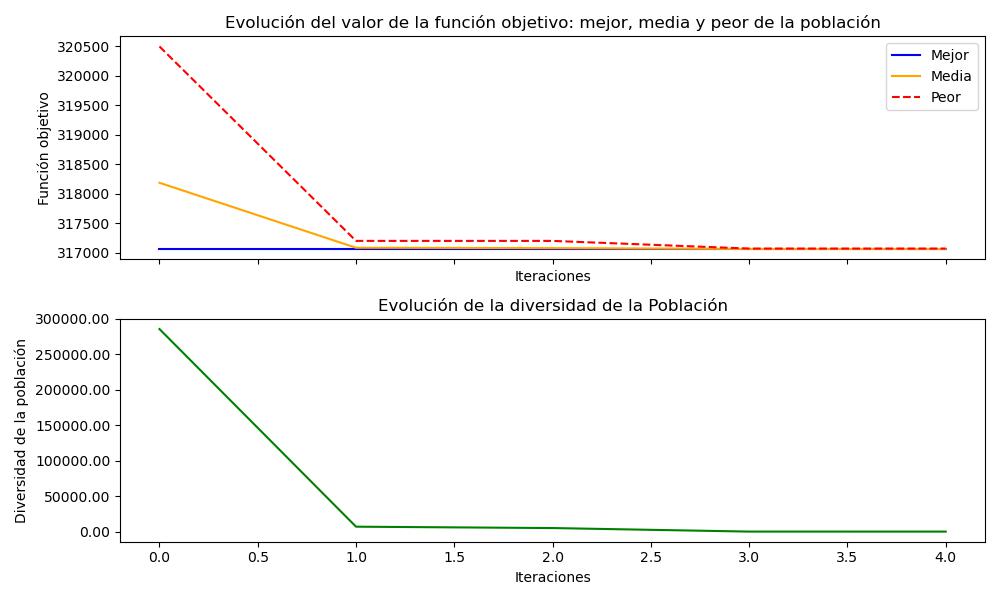 Evolución del valor de la función objetivo: mejor, media y peor de la población
Función objetivo
320500
320000
319500
319000
318500
318000
317500
317000
Mejor
Media
Peor
Iteraciones
Evolución de la diversidad de la Población
Diversidad de la población
300000.00
250000.00
200000.00
150000.00
100000.00
50000.00
0.00
0.0 0.5 1.0 1.5 2.0 2.5 3.0 3.5 4.0
Iteraciones